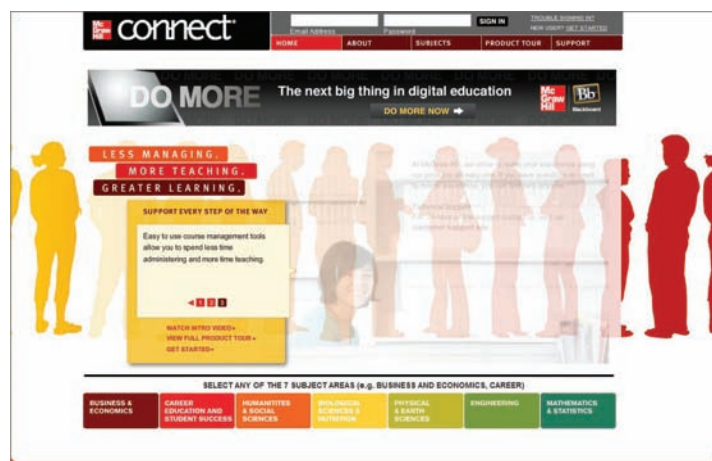 Mc
Graw
Hill
connect
SIGN IN
TROUBLE SIGNING IN?
Email Address
Password
NEW USER? GET STARTED
HOME ABOUT SUBJECTS PRODUCT TOUR SUPPORT
DO MORE
The next big thing in digital education
DO MORE NOW
Mc
Graw
Hill
Bb
Blackboard
LESS MANAGING.
MORE TEACHING.
GREATER LEARNING.
SUPPORT EVERY STEP OF THE WAY
Easy to use course management tools
allow you to spend less time
administering and more time teaching.
1 2 3
WATCH INTRO VIDEO
VIEW FULL PRODUCT TOUR
GET STARTED
SELECT ANY OF THE 7 SUBJECT AREAS (e.g. BUSINESS AND ECONOMICS, CAREER)
BUSINESS &
ECONOMICS
CAREER
EDUCATION AND
STUDENT SUCCESS
HUMANITITES
& SOCIAL
SCIENCES
BIOLOGICAL
SCIENCES &
NUTRITION
PHYSICAL
& EARTH
SCIENCES
ENGINEERING
MATHEMATICS
& STATISTICS